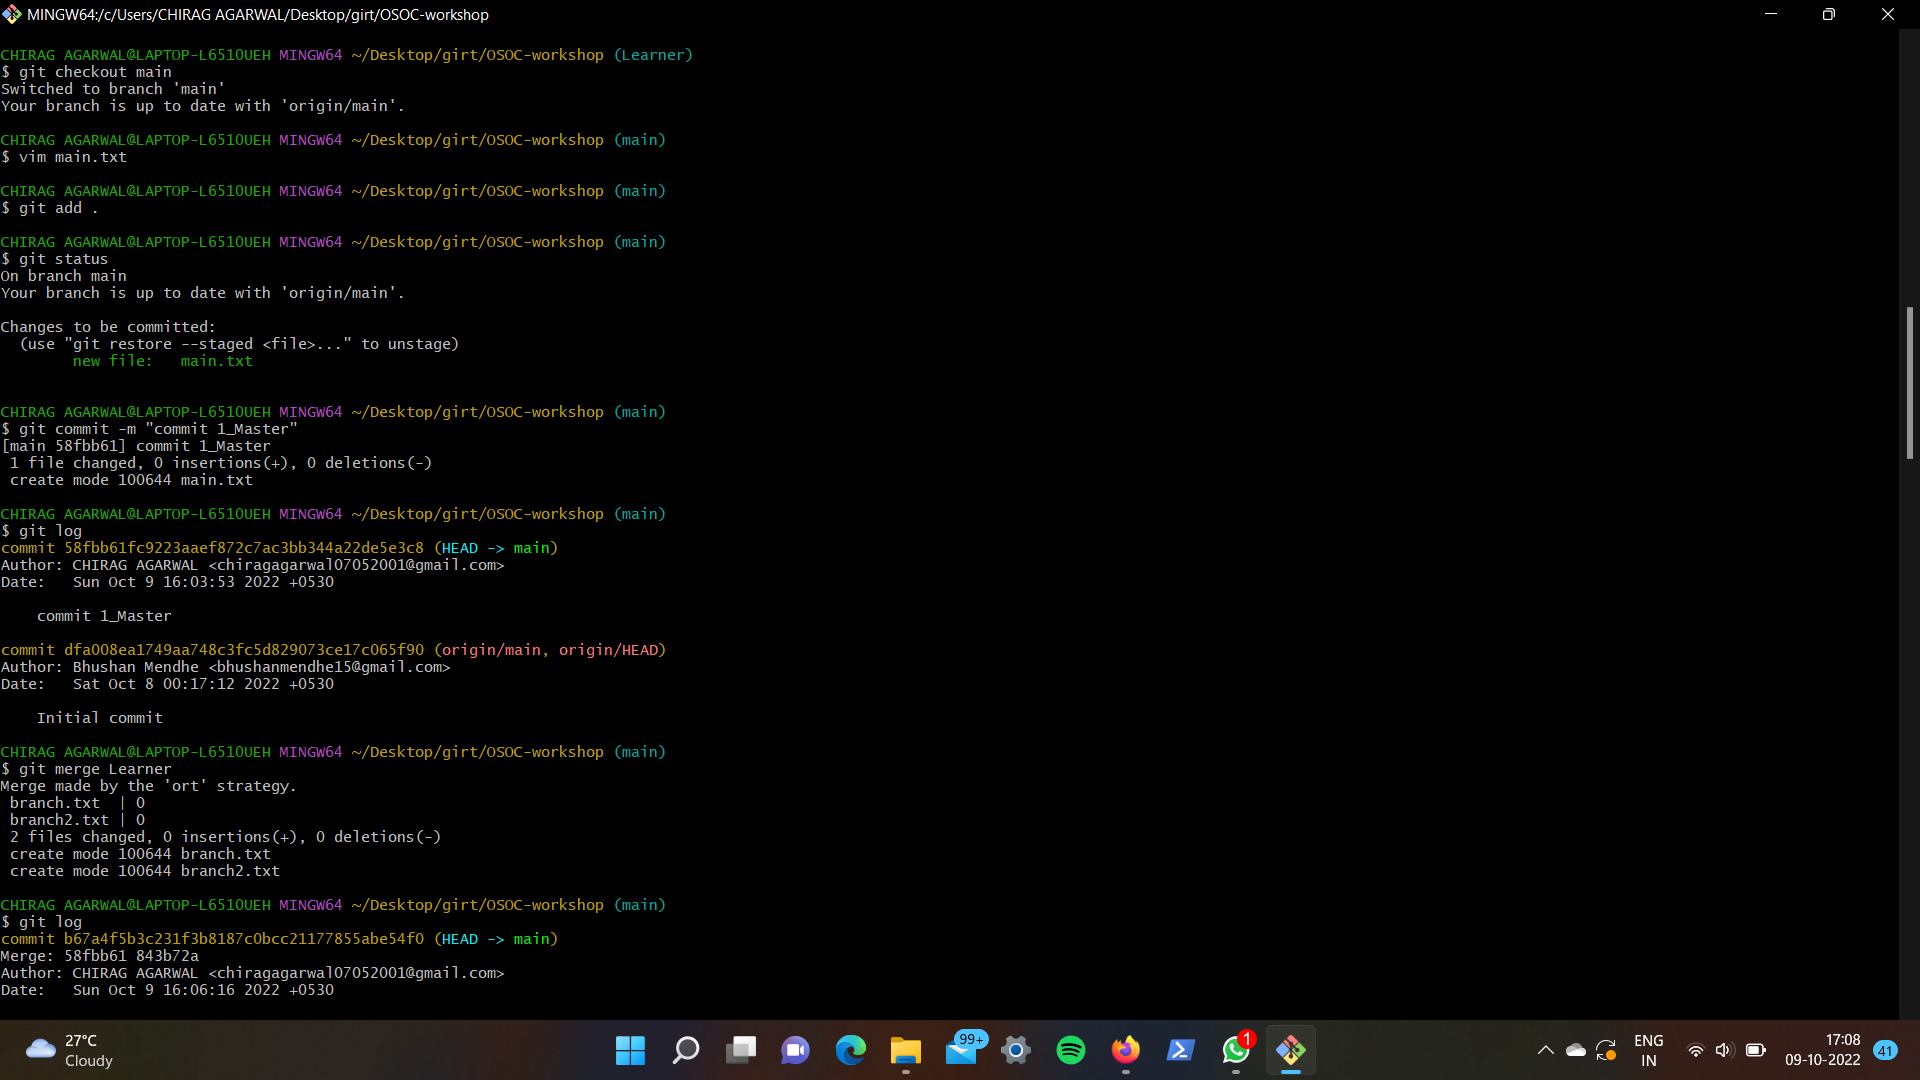 MINGW64:/c/Users/CHIRAG AGARWAL/Desktop/girt/OSOC-workshop
CHIRAG AGARWAL@LAPTOP-L651OUEH MINGW64 ~/Desktop/girt/OSOC-workshop (Learner)
$ git checkout main
Switched to branch 'main'
Your branch is up to date with 'origin/main'.
CHIRAG AGARWAL@LAPTOP-L651OUEH MINGW64 ~/Desktop/girt/OSOC-workshop (main)
$ vim main.txt
CHIRAG AGARWAL@LAPTOP-L651OUEH MINGW64 ~/Desktop/girt/OSOC-workshop (main)
$ git add .
CHIRAG AGARWAL@LAPTOP-L651OUEH MINGW64 ~/Desktop/girt/OSOC-workshop (main)
$ git status
On branch main
Your branch is up to date with 'origin/main'.
Changes to be committed:
  (use "git restore --staged <file>..." to unstage)
        new file:   main.txt
CHIRAG AGARWAL@LAPTOP-L651OUEH MINGW64 ~/Desktop/girt/OSOC-workshop (main)
$ git commit -m "commit 1_Master"
[main 58fbb61] commit 1_Master
 1 file changed, 0 insertions(+), 0 deletions(-)
 create mode 100644 main.txt
CHIRAG AGARWAL@LAPTOP-L651OUEH MINGW64 ~/Desktop/girt/OSOC-workshop (main)
$ git log
commit 58fbb61fc9223aaef872c7ac3bb344a22de5e3c8 (HEAD -> main)
Author: CHIRAG AGARWAL <chiragagarwal07052001@gmail.com>
Date:   Sun Oct 9 16:03:53 2022 +0530
    commit 1_Master
commit dfa008ea1749aa748c3fc5d829073ce17c065f90 (origin/main, origin/HEAD)
Author: Bhushan Mendhe <bhushanmendhe15@gmail.com>
Date:   Sat Oct 8 00:17:12 2022 +0530
    Initial commit
CHIRAG AGARWAL@LAPTOP-L651OUEH MINGW64 ~/Desktop/girt/OSOC-workshop (main)
$ git merge Learner
Merge made by the 'ort' strategy.
 branch.txt  | 0
 branch2.txt | 0
 2 files changed, 0 insertions(+), 0 deletions(-)
 create mode 100644 branch.txt
 create mode 100644 branch2.txt
CHIRAG AGARWAL@LAPTOP-L651OUEH MINGW64 ~/Desktop/girt/OSOC-workshop (main)
$ git log
commit b67a4f5b3c231f3b8187c0bcc21177855abe54f0 (HEAD -> main)
Merge: 58fbb61 843b72a
Author: CHIRAG AGARWAL <chiragagarwal07052001@gmail.com>
Date:   Sun Oct 9 16:06:16 2022 +0530
27°C
Cloudy
99+
1
ENG
IN
17:08
09-10-2022
41